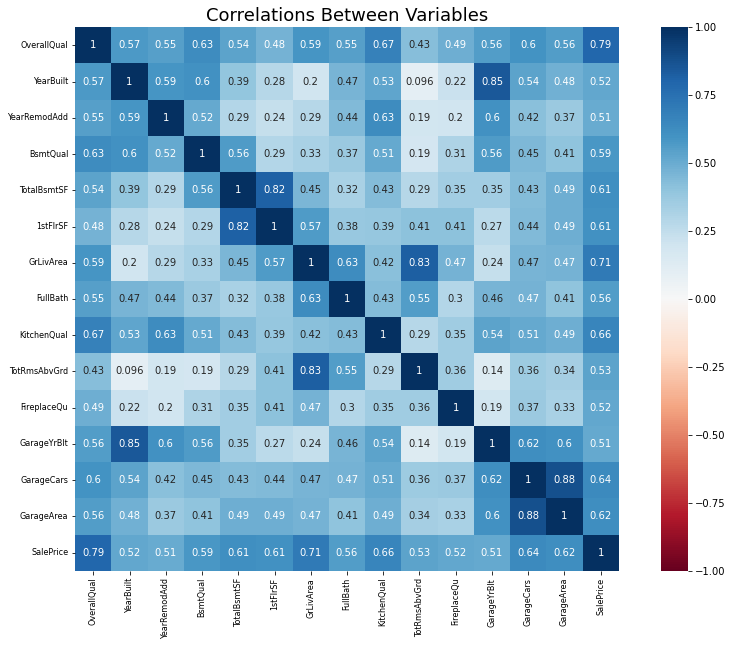 Correlations Between Variables
OverallQual 1 0.57 0.55 0.63 0.54 0.48 0.59 0.55 0.67 0.43 0.49 0.56 0.6 0.56 0.79
YearBuilt 0.57 1 0.59 0.6 0.39 0.28 0.2 0.47 0.53 0.096 0.22 0.85 0.54 0.48 0.52
YearRemodAdd 0.55 0.59 1 0.52 0.29 0.24 0.29 0.44 0.63 0.19 0.2 0.6 0.42 0.37 0.51
BsmtQual 0.63 0.6 0.52 1 0.56 0.29 0.33 0.37 0.51 0.19 0.31 0.56 0.45 0.41 0.59
TotalBsmtSF 0.54 0.39 0.29 0.56 1 0.82 0.45 0.32 0.43 0.29 0.35 0.35 0.43 0.49 0.61
1stFlrSF 0.48 0.28 0.24 0.29 0.82 1 0.57 0.38 0.39 0.41 0.41 0.27 0.44 0.49 0.61
GrLivArea 0.59 0.2 0.29 0.33 0.45 0.57 1 0.63 0.42 0.83 0.47 0.24 0.47 0.47 0.71
FullBath 0.55 0.47 0.44 0.37 0.32 0.38 0.63 1 0.43 0.55 0.3 0.46 0.47 0.41 0.56
KitchenQual 0.67 0.53 0.63 0.51 0.43 0.39 0.42 0.43 1 0.29 0.35 0.54 0.51 0.49 0.66
TotRmsAbvGrd 0.43 0.096 0.19 0.19 0.29 0.41 0.83 0.55 0.29 1 0.36 0.14 0.36 0.34 0.53
FireplaceQu 0.49 0.22 0.2 0.31 0.35 0.41 0.47 0.3 0.35 0.36 1 0.19 0.37 0.33 0.52
GarageYrBlt 0.56 0.85 0.6 0.56 0.35 0.27 0.24 0.46 0.54 0.14 0.19 1 0.62 0.6 0.51
GarageCars 0.6 0.54 0.42 0.45 0.43 0.44 0.47 0.47 0.51 0.36 0.37 0.62 1 0.88 0.64
GarageArea 0.56 0.48 0.37 0.41 0.49 0.49 0.47 0.41 0.49 0.34 0.33 0.6 0.88 1 0.62
SalePrice 0.79 0.52 0.51 0.59 0.61 0.61 0.71 0.56 0.66 0.53 0.52 0.51 0.64 0.62 1
OverallQual YearBuilt YearRemodAdd BsmtQual TotalBsmtSF 1stFlrSF GrLivArea FullBath KitchenQual TotRmsAbvGrd FireplaceQu GarageYrBlt GarageCars GarageArea SalePrice
1.00
0.75
0.50
0.25
0.00
−0.25
−0.50
−0.75
−1.00